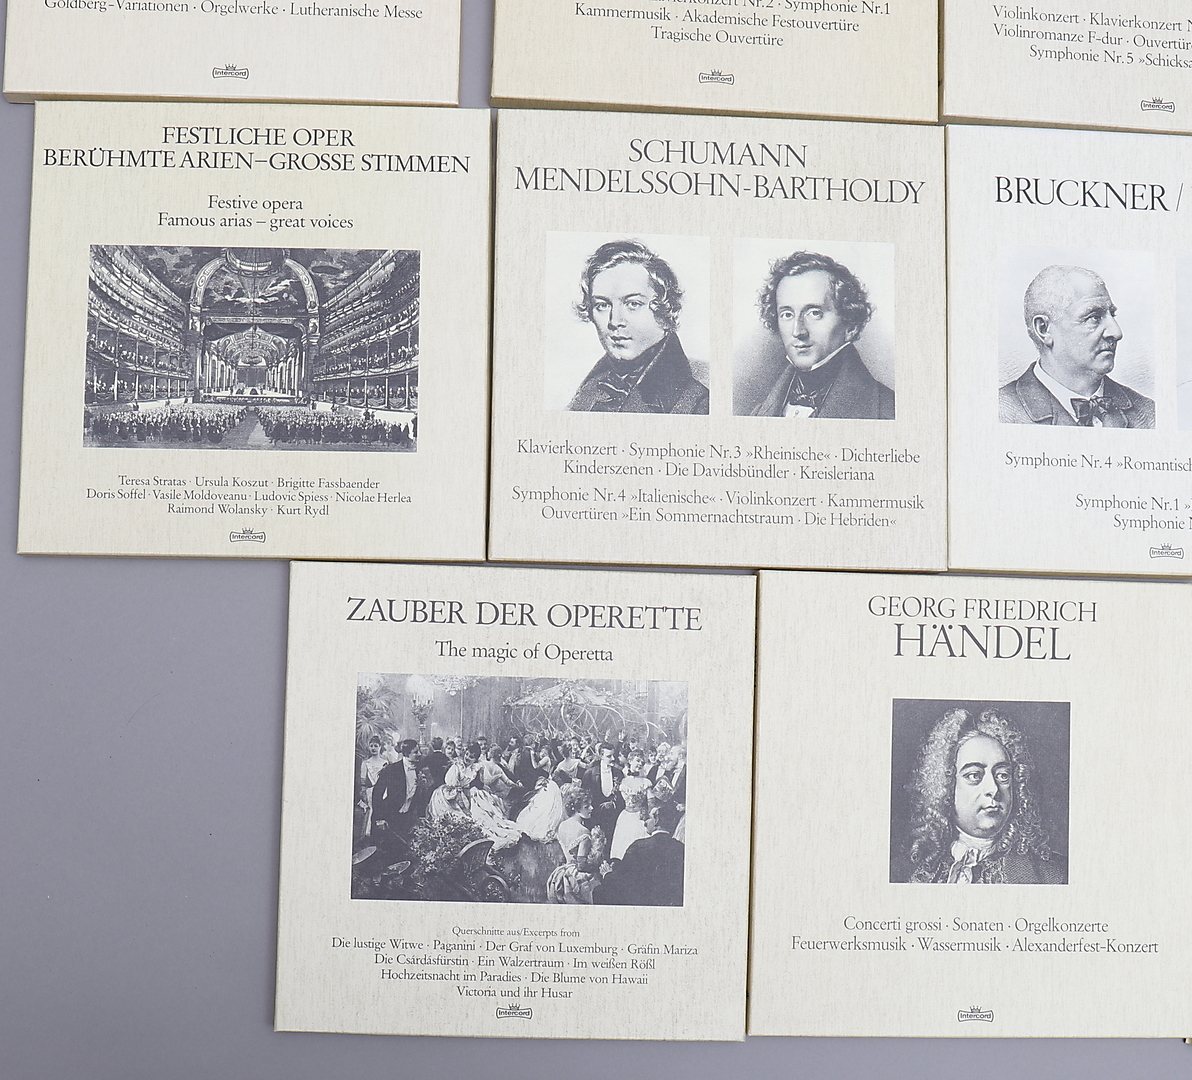 Goldberg-Variationen · Orgelwerke · Lutheranische Messe
Intercord
Nr. 2 · Symphonie Nr. 1
Kammermusik · Akademische Festouvertüre
Tragische Ouvertüre
Intercord
Violinkonzert · Klavierkonzert
Violinromanze F-dur ·
Symphonie Nr. 5
Intercord
FESTLICHE OPER
BERÜHMTE ARIEN–GROSSE STIMMEN
Festive opera
Famous arias – great voices
Teresa Stratas · Ursula Koszut · Brigitte Fassbaender
Doris Soffel · Vasile Moldoveanu · Ludovic Spiess · Nicolae Herlea
Raimond Wolansky · Kurt Rydl
Intercord
SCHUMANN
MENDELSSOHN-BARTHOLDY
Klavierkonzert · Symphonie Nr. 3 »Rheinische« · Dichterliebe
Kinderszenen · Die Davidsbündler · Kreisleriana
Symphonie Nr. 4 »Italienische« · Violinkonzert · Kammermusik
Ouvertüren »Ein Sommernachtstraum · Die Hebriden«
BRUCKNER /
Symphonie Nr. 4 »Romantisch
Symphonie Nr. 1 »
Symphonie
Intercord
ZAUBER DER OPERETTE
The magic of Operetta
Querschnitte aus/Excerpts from
Die lustige Witwe · Paganini · Der Graf von Luxemburg · Gräfin Mariza
Die Csárdásfürstin · Ein Walzertraum · Im weißen Rößl
Hochzeitsnacht im Paradies · Die Blume von Hawaii
Victoria und ihr Husar
Intercord
GEORG FRIEDRICH
HÄNDEL
Concerti grossi · Sonaten · Orgelkonzerte
Feuerwerksmusik · Wassermusik · Alexanderfest-Konzert
Intercord